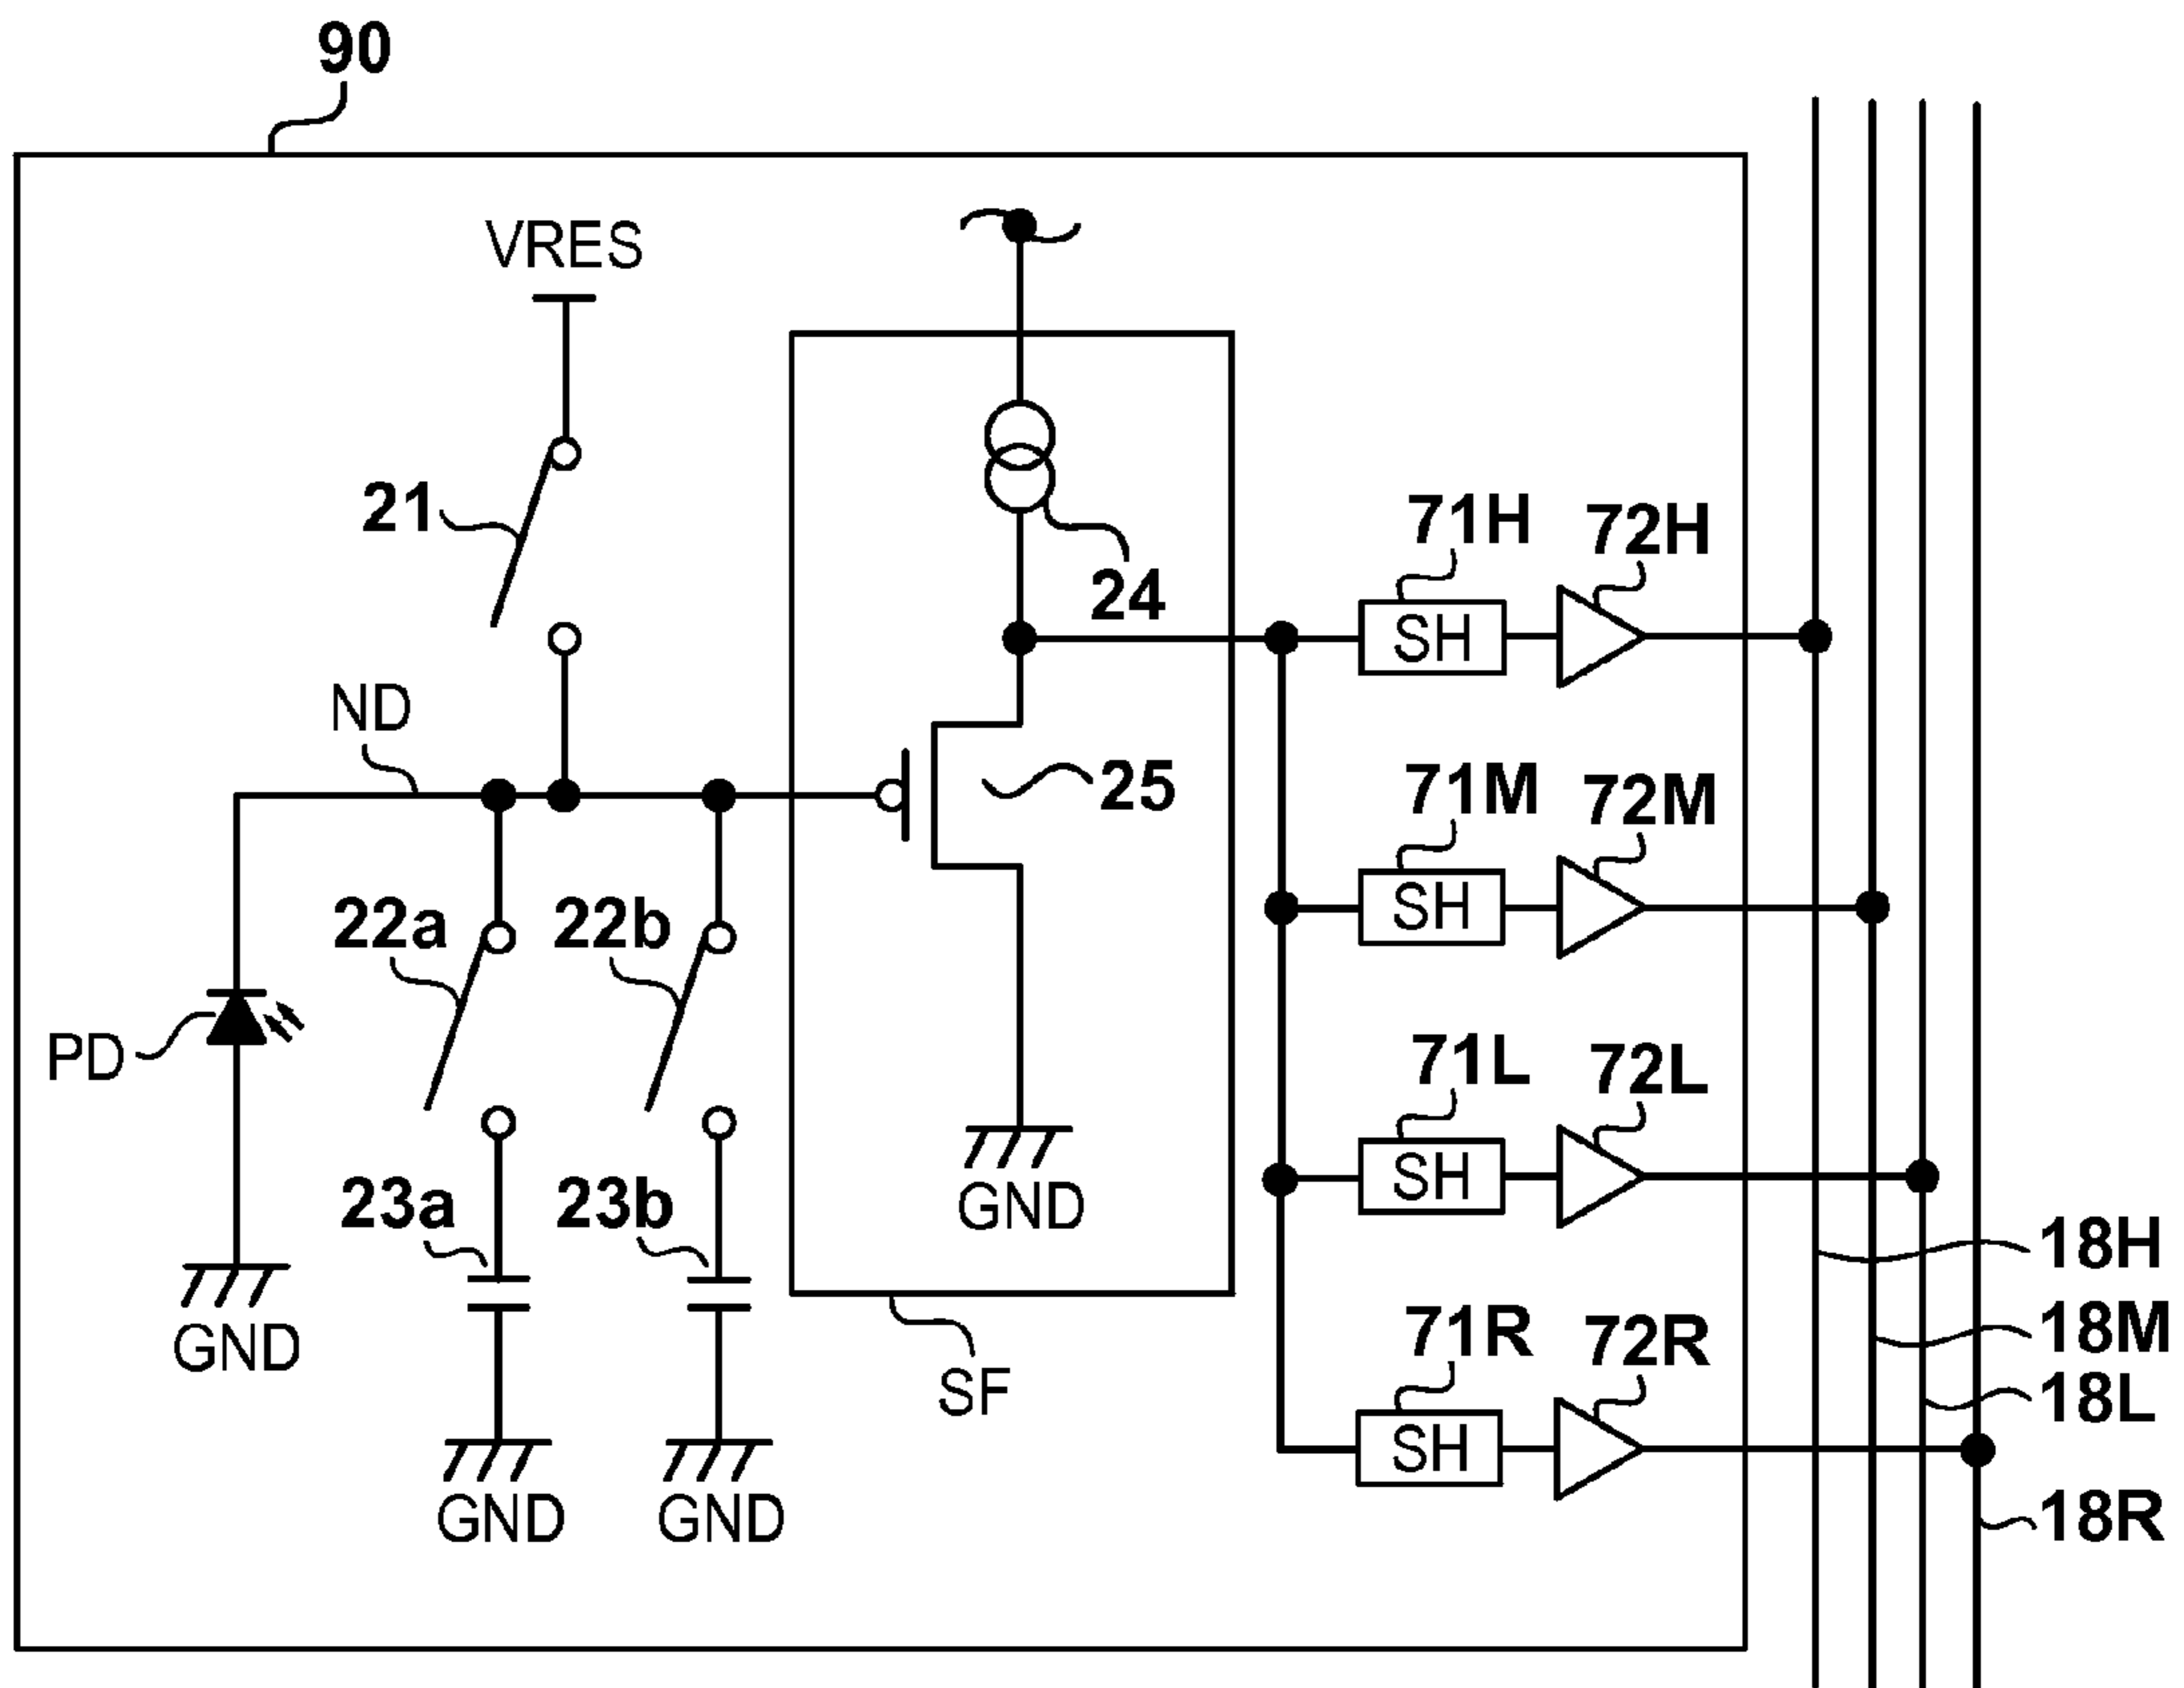 90
VRES
21
24
71H
72H
SH
ND
25
71M
72M
SH
22a
22b
PD
71L
72L
SH
23a
23b
GND
18H
GND
SF
71R
72R
18M
18L
SH
GND
GND
18R